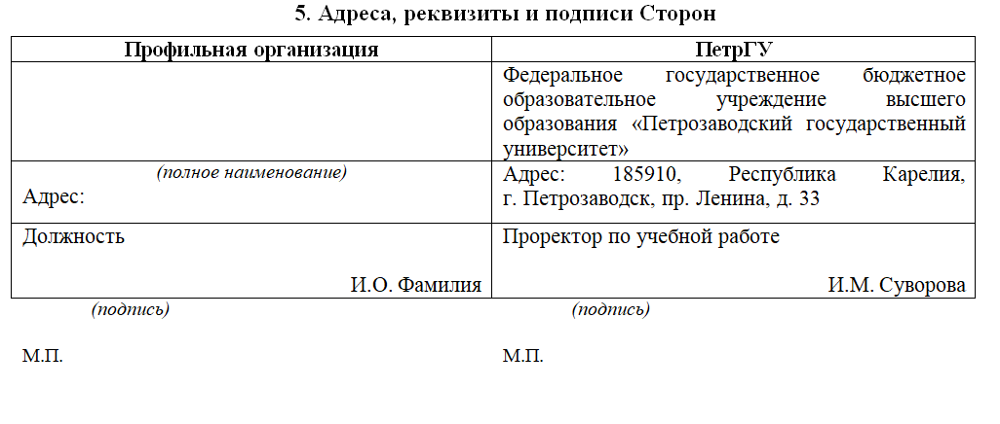 5. Адреса, реквизиты и подписи Сторон
Профильная организация
ПетрГУ
Федеральное государственное бюджетное
образовательное учреждение высшего
образования «Петрозаводский государственный
университет»
(полное наименование)
Адрес:
Адрес: 185910, Республика Карелия,
г. Петрозаводск, пр. Ленина, д. 33
Должность
И.О. Фамилия
Проректор по учебной работе
И.М. Суворова
(подпись)
(подпись)
М.П.
М.П.